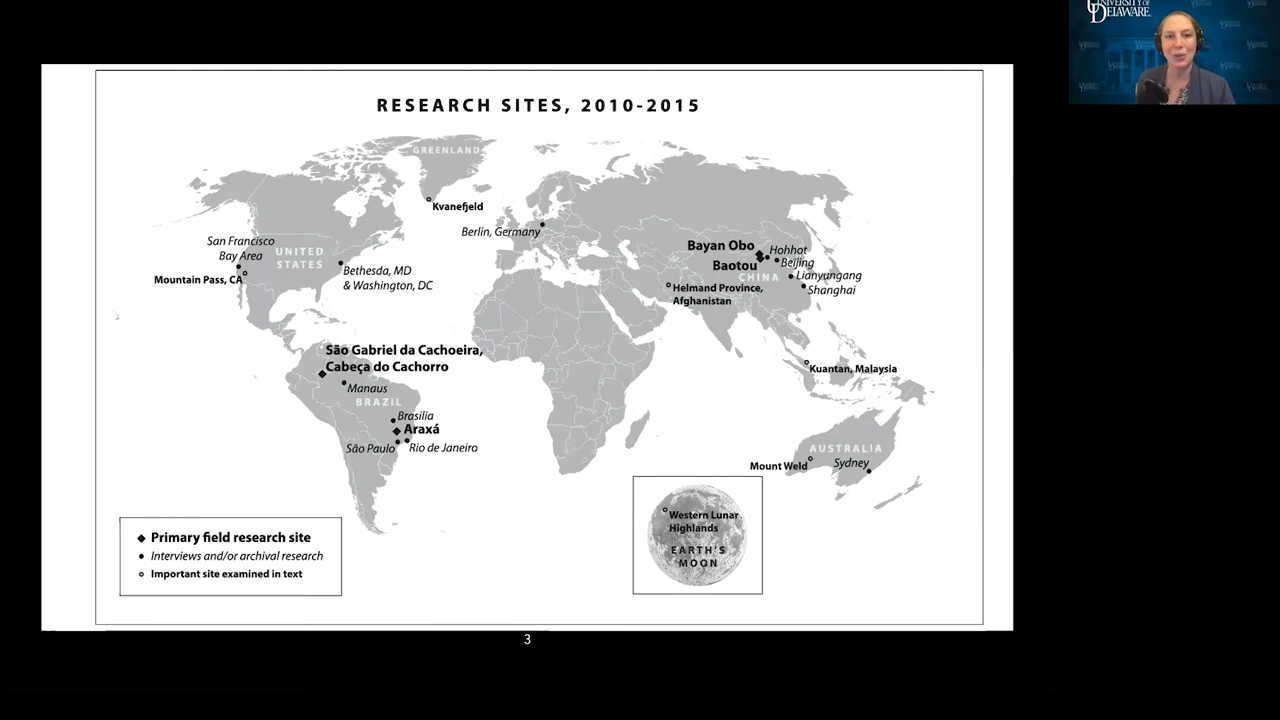 UNIVERSITY OF
DELAWARE.
RESEARCH SITES, 2010-2015
GREENLAND
Kvanefjeld
Berlin, Germany
San Francisco
Bay Area
UNITED
STATES
Mountain Pass, CA
Bethesda, MD
& Washington, DC
Bayan Obo
Hohhot
Baotou
Beijing
CHINA
Lianyungang
Shanghai
Helmand Province,
Afghanistan
São Gabriel da Cachoeira,
Cabeça do Cachorro
Manaus
BRAZIL
Brasilia
Araxá
São Paulo
Rio de Janeiro
Kuantan, Malaysia
AUSTRALIA
Mount Weld
Sydney
Western Lunar
Highlands
EARTH'S
MOON
Primary field research site
Interviews and/or archival research
Important site examined in text
3